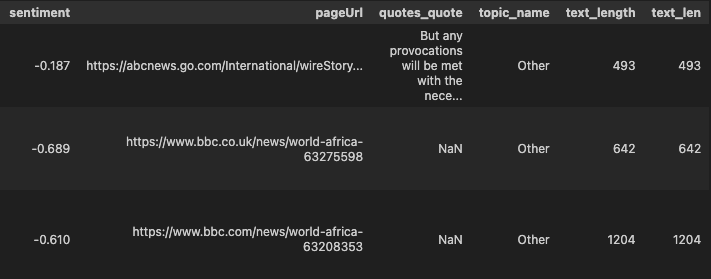 sentiment pageUrl quotes_quote topic_name text_length text_len
But any
provocations
-0.187 https://abcnews.go.com/International/wireStory... will be met Other 493 493
with the
nece...
https://www.bbc.co.uk/news/world-africa-
-0.689 NaN Other 642 642
63275598
https://www.bbc.com/news/world-africa-
-0.610 NaN Other 1204 1204
63208353